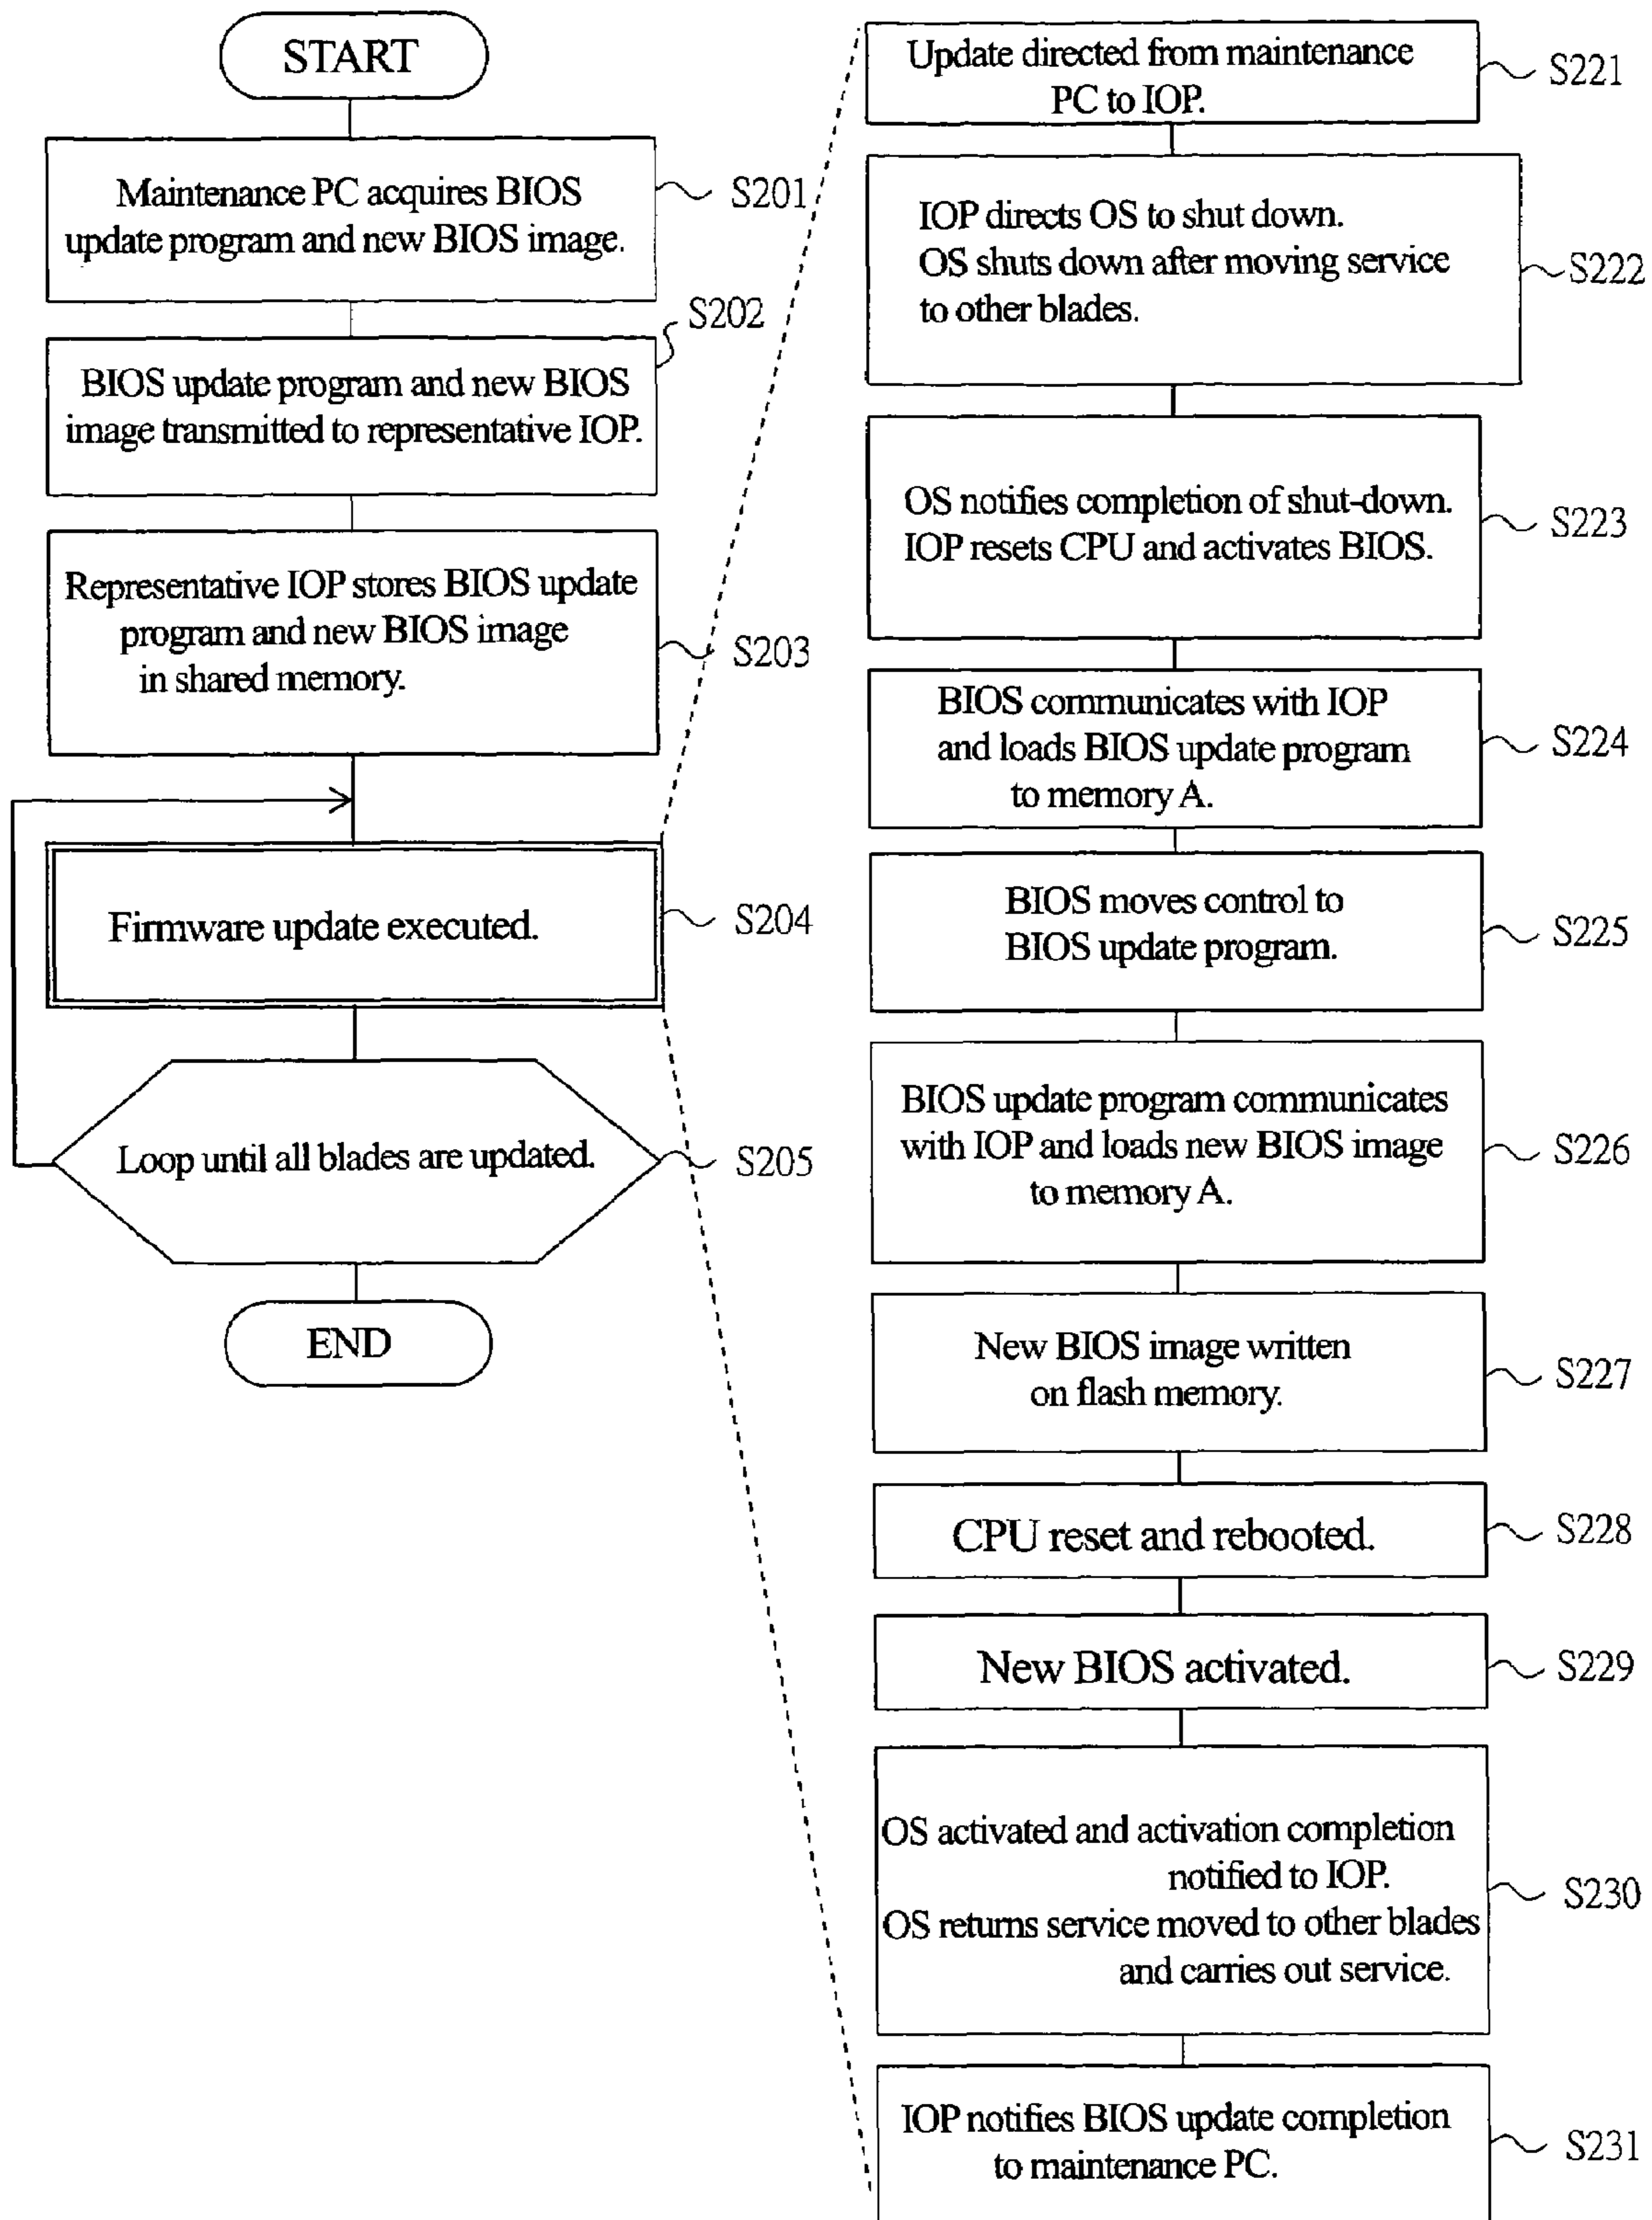 START
Maintenance PC acquires BIOS
update program and new BIOS image.
S201
S202
BIOS update program and new BIOS
image transmitted to representative IOP.
Representative IOP stores BIOS update
program and new BIOS image
in shared memory.
S203
Firmware update executed.
S204
Loop until all blades are updated.
S205
END
Update directed from maintenance
PC to IOP.
S221
IOP directs OS to shut down.
OS shuts down after moving service
to other blades.
S222
OS notifies completion of shut-down.
IOP resets CPU and activates BIOS.
S223
BIOS communicates with IOP
and loads BIOS update program
to memory A.
S224
BIOS moves control to
BIOS update program.
S225
BIOS update program communicates
with IOP and loads new BIOS image
to memory A.
S226
New BIOS image written
on flash memory.
S227
CPU reset and rebooted.
S228
New BIOS activated.
S229
OS activated and activation completion
notified to IOP.
OS returns service moved to other blades
and carries out service.
S230
IOP notifies BIOS update completion
to maintenance PC.
S231